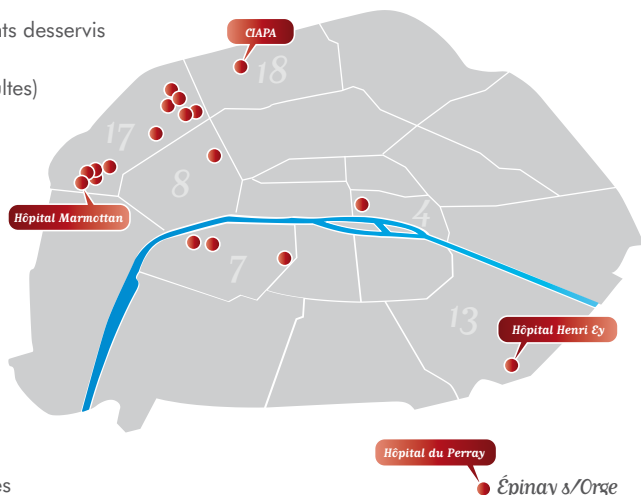 nts desservis
CIAPA
18
ltes)
17
8
Hôpital Marmottan
4
7
13
Hôpital Henri Ey
Hôpital du Perray
Épinay s/Orge
es